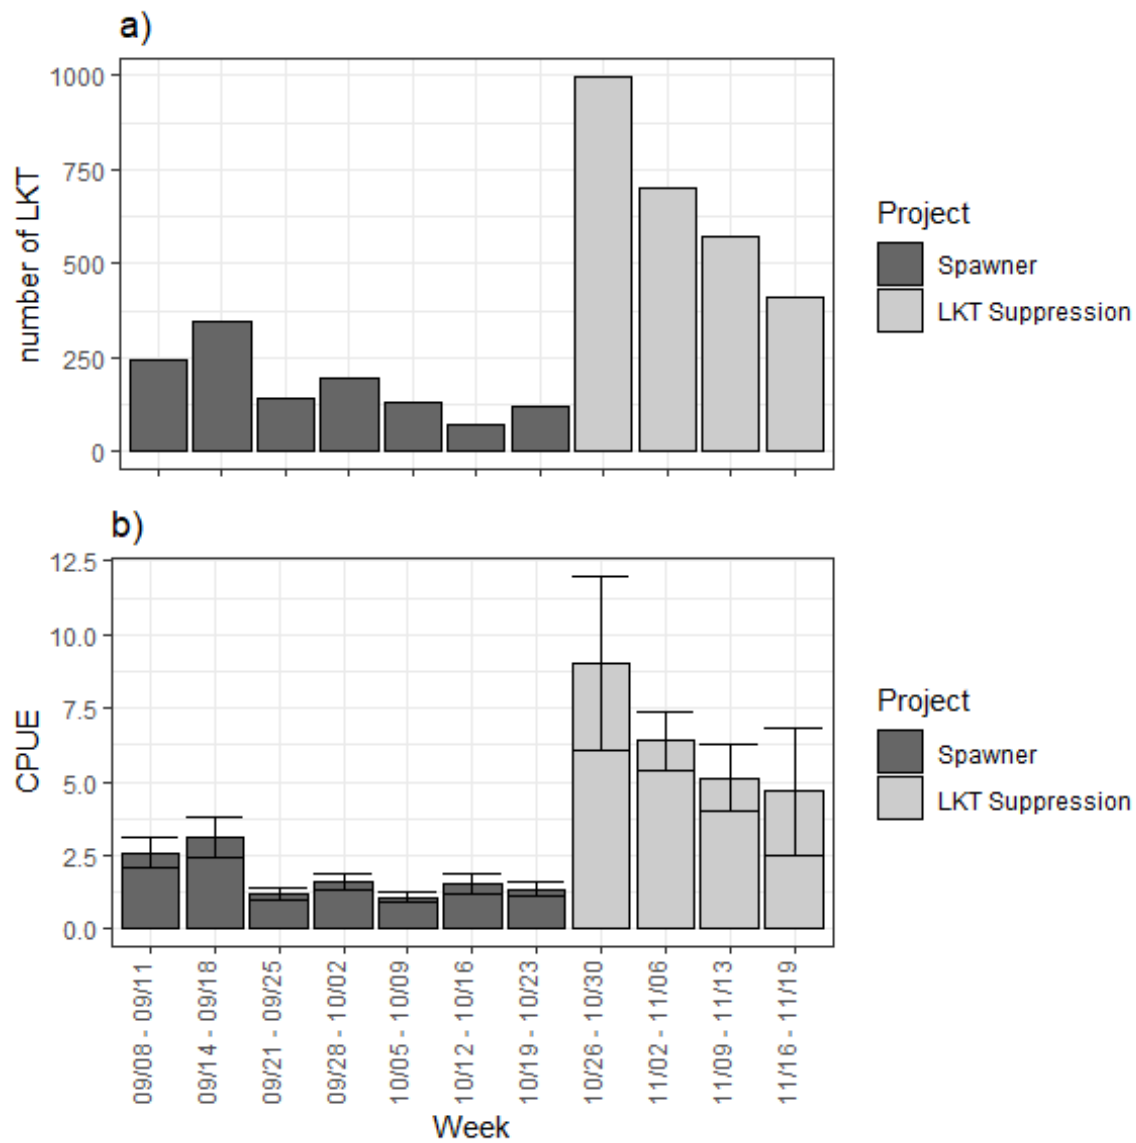 a)
number of LKT
1000
750
500
250
0
Project
Spawner
LKT Suppression
b)
CPUE
12.5
10.0
7.5
5.0
2.5
0.0
Project
Spawner
LKT Suppression
09/08 - 09/11
09/14 - 09/18
09/21 - 09/25
09/28 - 10/02
10/05 - 10/09
10/12 - 10/16
10/19 - 10/23
10/26 - 10/30
11/02 - 11/06
11/09 - 11/13
11/16 - 11/19
Week